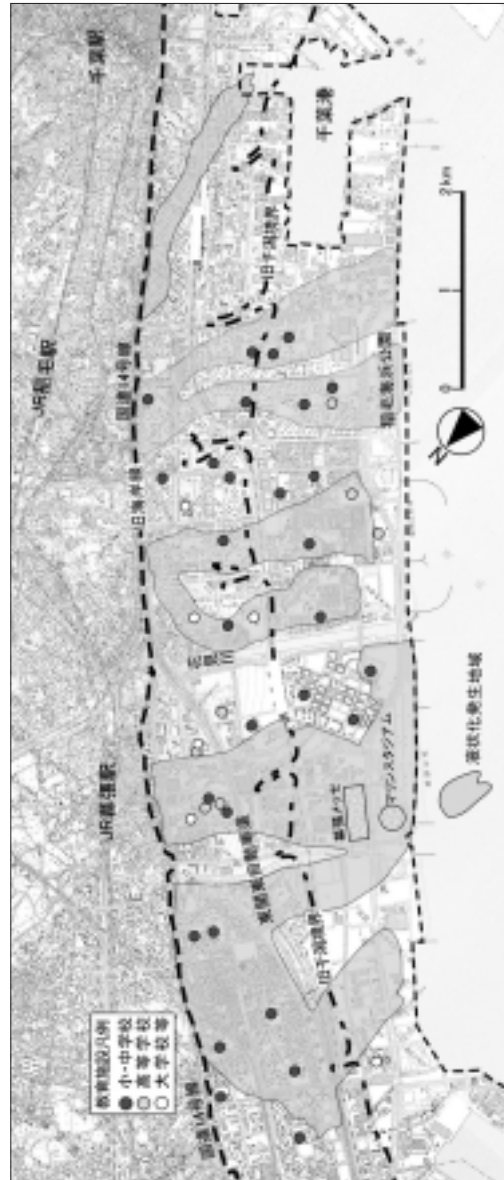 教育施設凡例
小・中学校
高等学校
大学校等
国道14号線
JR幕張駅
東関東自動車道
旧干潟境界
幕張メッセ
マリンスタジアム
液状化発生地域
花見川
旧海岸線
JR稲毛駅
国道14号線
稲毛海浜公園
旧干潟境界
千葉駅
千葉港
N
0
1
2km